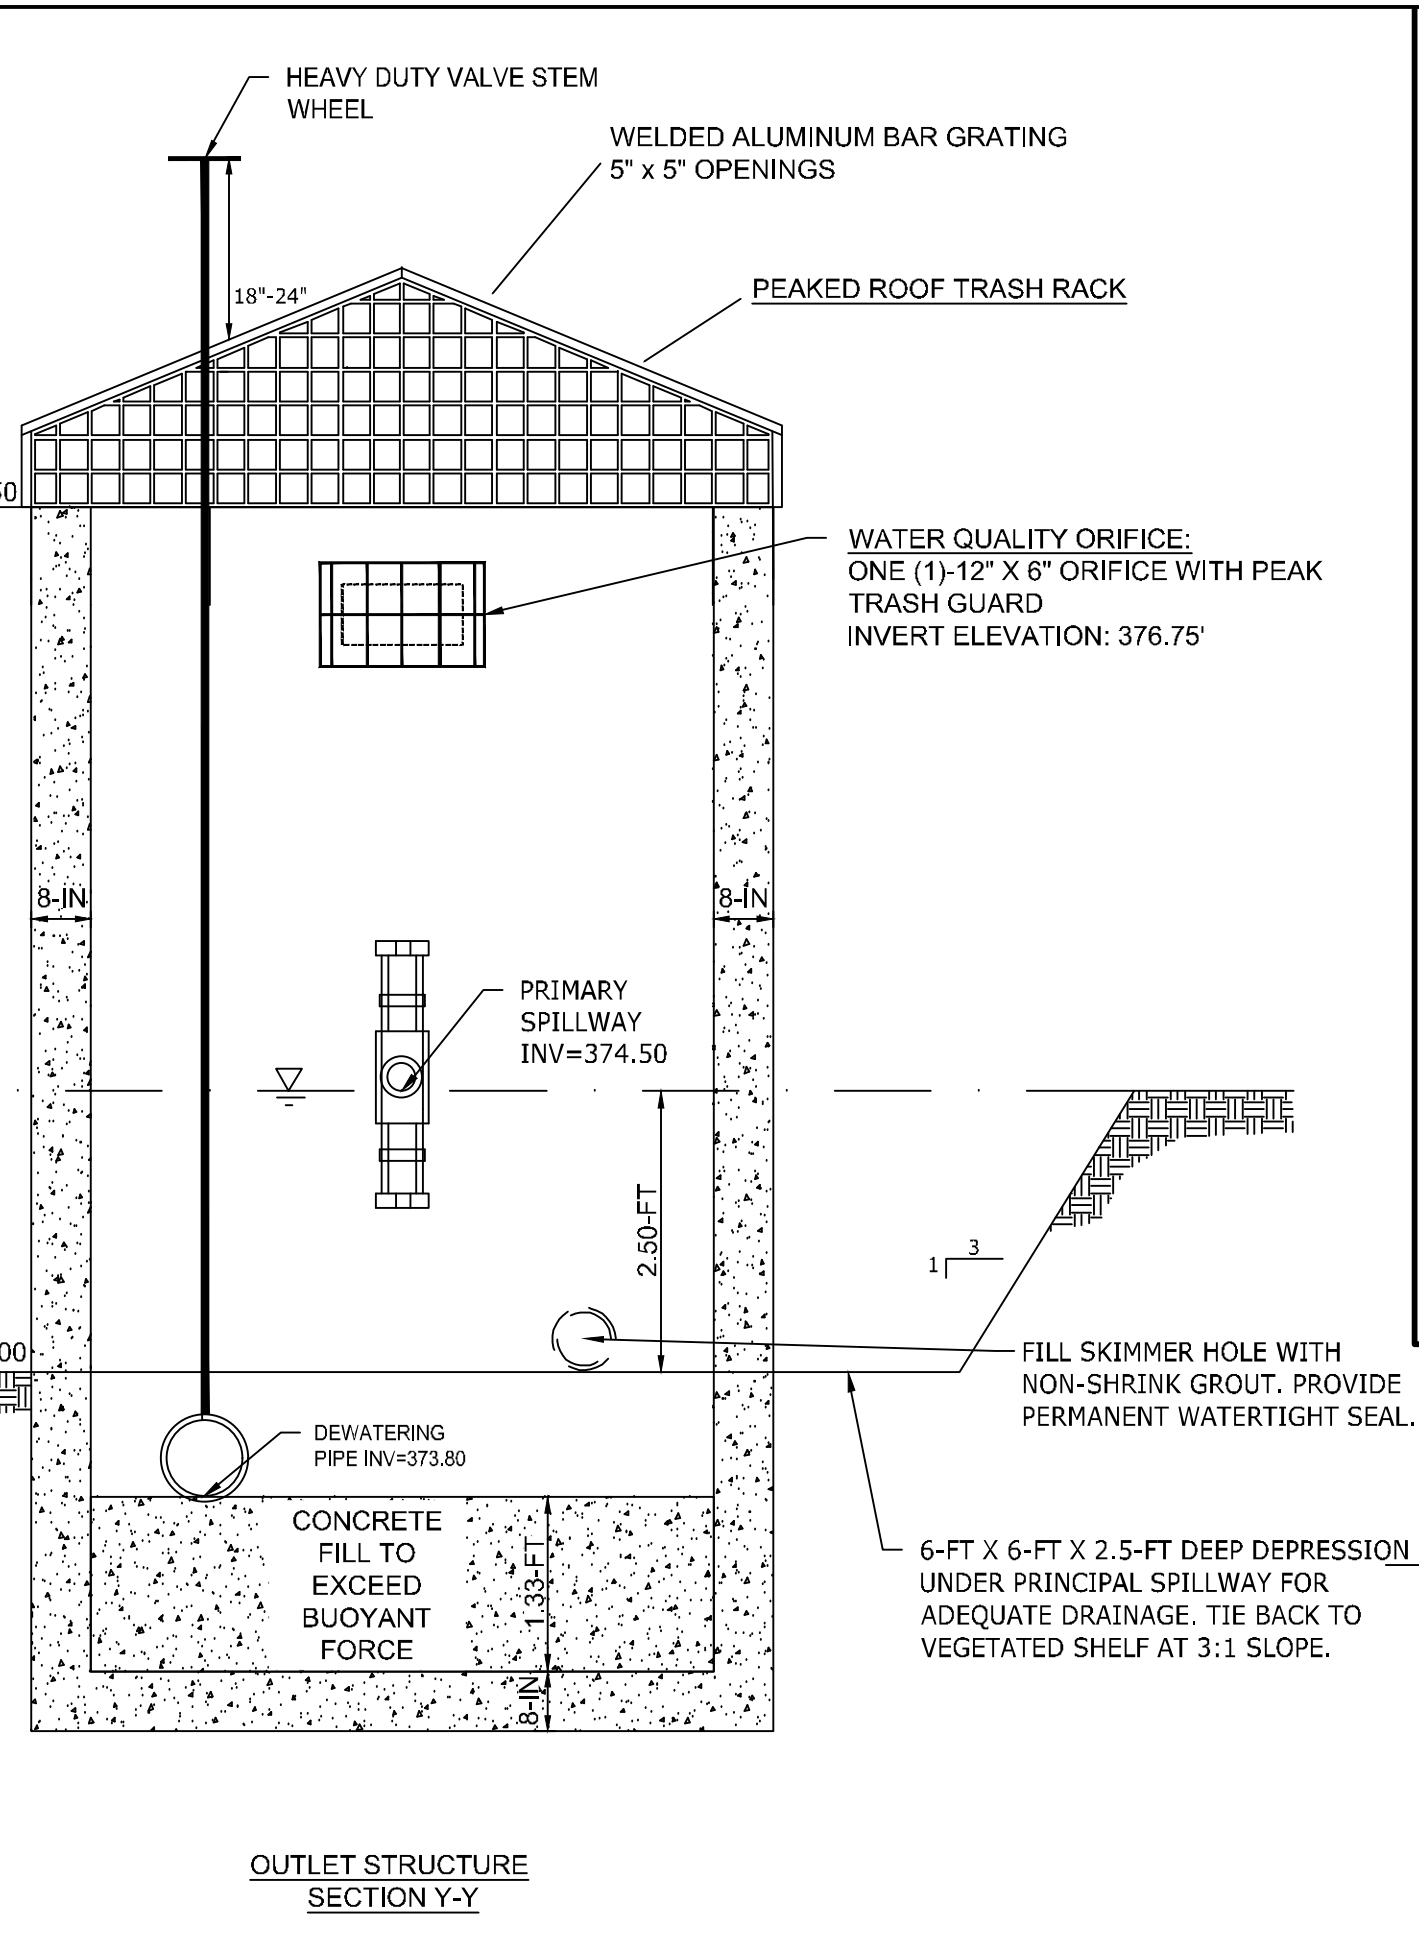 HEAVY DUTY VALVE STEM
WHEEL
WELDED ALUMINUM BAR GRATING
5" x 5" OPENINGS
18"-24"
PEAKED ROOF TRASH RACK
WATER QUALITY ORIFICE:
ONE (1)-12" X 6" ORIFICE WITH PEAK
TRASH GUARD
INVERT ELEVATION: 376.75'
8-IN
8-IN
PRIMARY
SPILLWAY
INV=374.50
2.50-FT
1
3
FILL SKIMMER HOLE WITH
NON-SHRINK GROUT. PROVIDE
PERMANENT WATERTIGHT SEAL.
00
DEWATERING
PIPE INV=373.80
CONCRETE
FILL TO
EXCEED
BUOYANT
FORCE
1.33-FT
8-IN
6-FT X 6-FT X 2.5-FT DEEP DEPRESSION
UNDER PRINCIPAL SPILLWAY FOR
ADEQUATE DRAINAGE. TIE BACK TO
VEGETATED SHELF AT 3:1 SLOPE.
OUTLET STRUCTURE
SECTION Y-Y